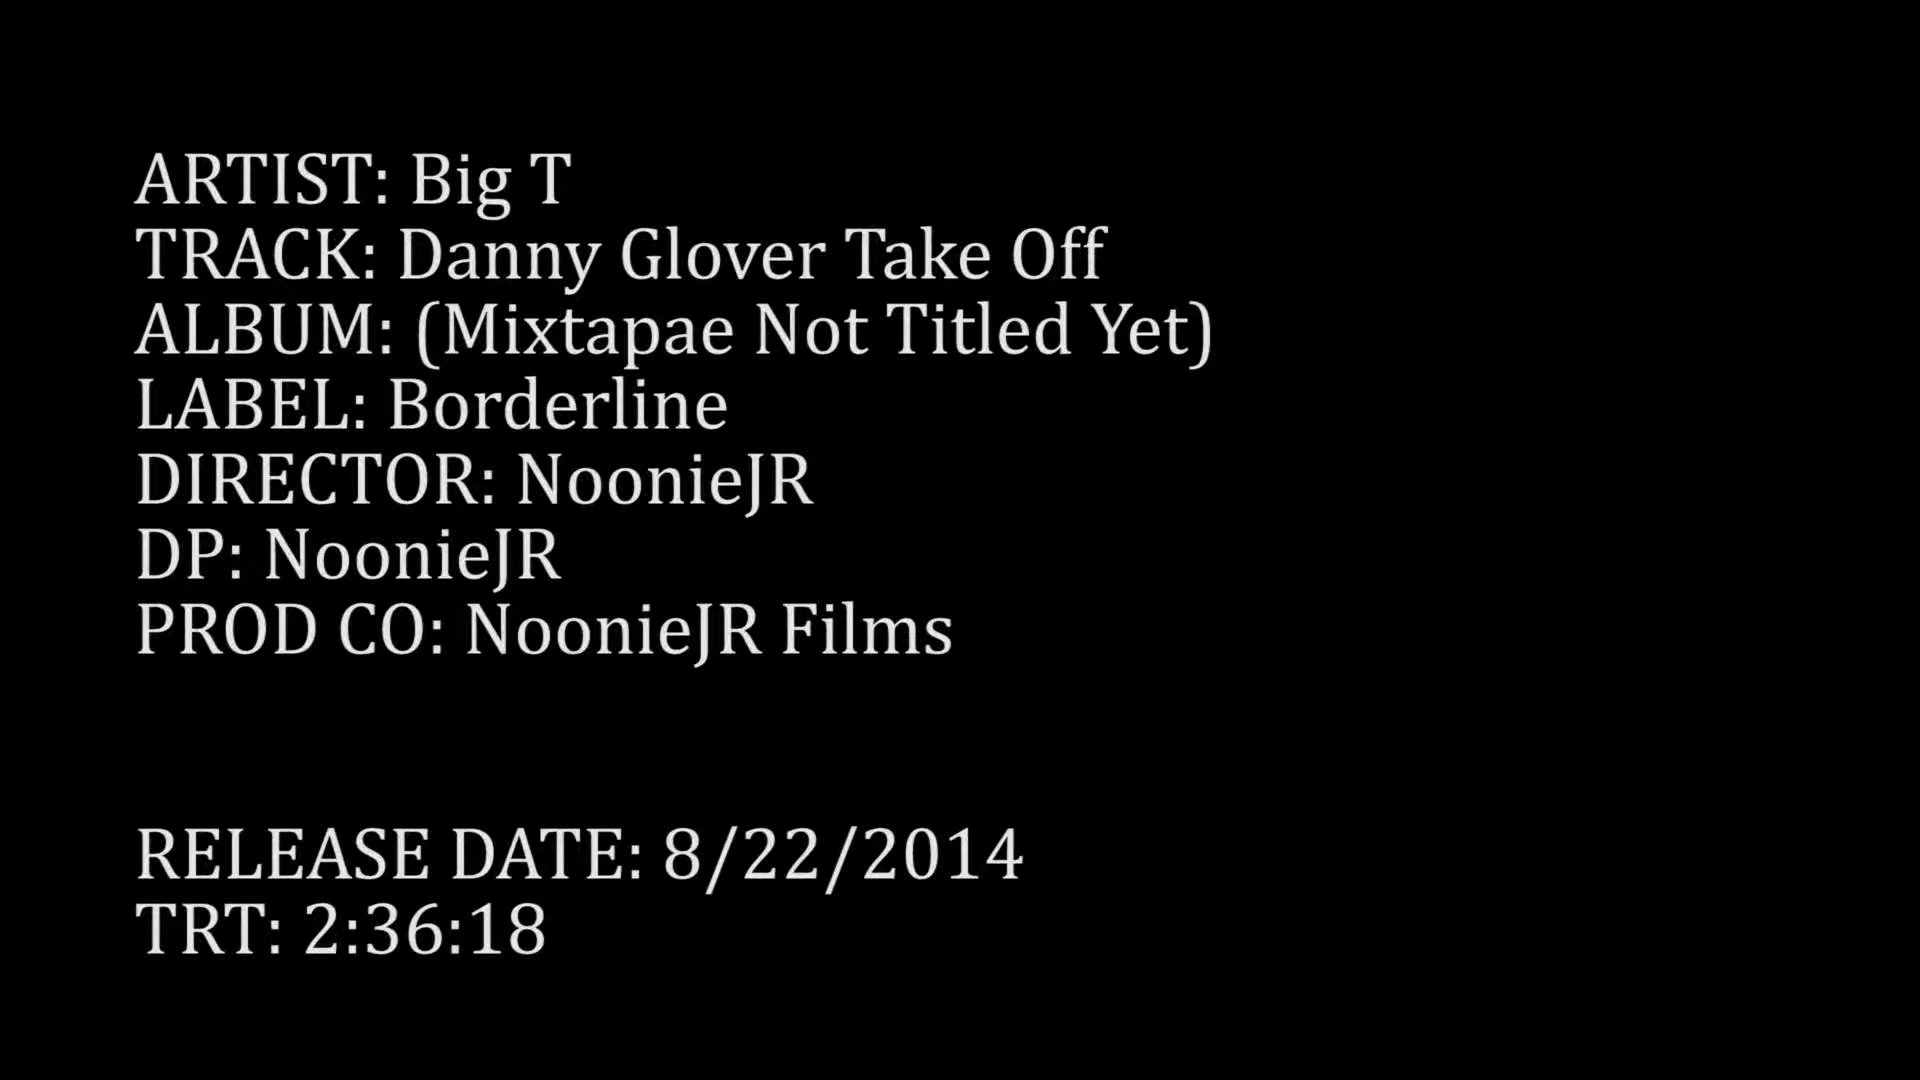 ARTIST: Big T
TRACK: Danny Glover Take Off
ALBUM: (Mixtapae Not Titled Yet)
LABEL: Borderline
DIRECTOR: NoonieJR
DP: NoonieJR
PROD CO: NoonieJR Films
RELEASE DATE: 8/22/2014
TRT: 2:36:18